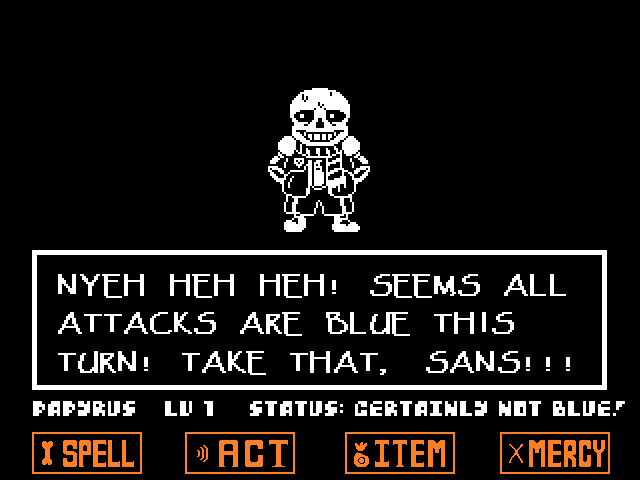 NYEH HEH HEH! SEEMS ALL
ATTACKS ARE BLUE THIS
TURN! TAKE THAT, SANS!!!
PAPYRUS LV 1 STATUS: CERTAINLY NOT BLUE!
SPELL ACT ITEM MERCY